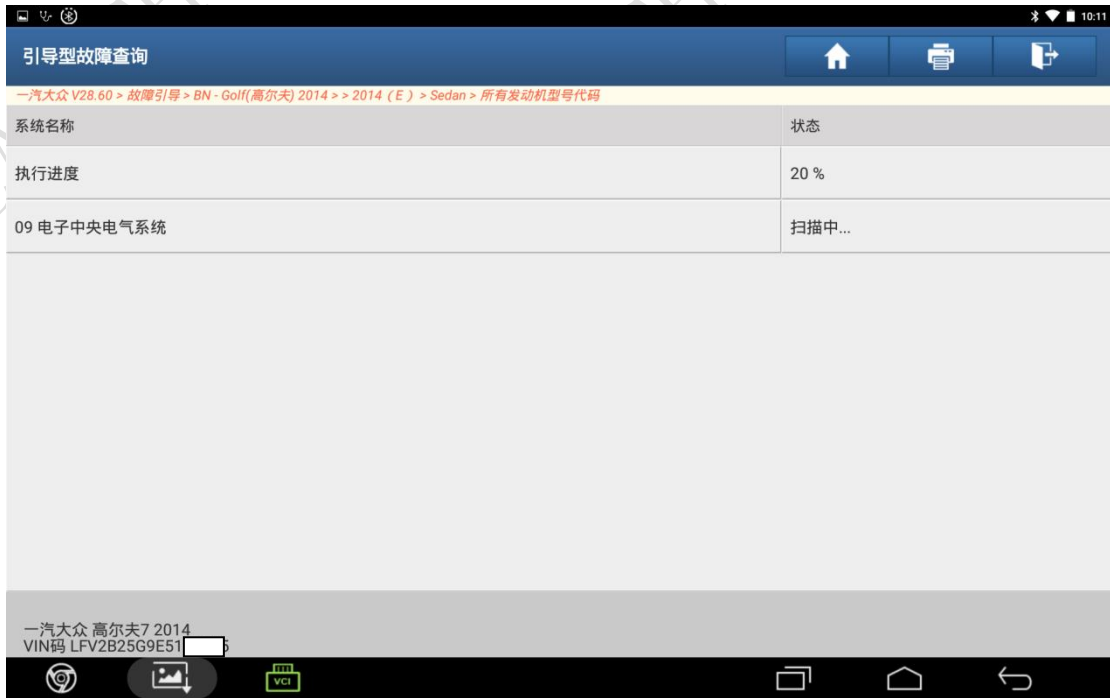 10:11
引导型故障查询
一汽大众 V28.60 > 故障引导 > BN - Golf(高尔夫) 2014 > > 2014（E）> Sedan > 所有发动机型号代码
系统名称 状态
执行进度 20 %
09 电子中央电气系统 扫描中...
一汽大众 高尔夫7 2014
VIN码 LFV2B25G9E51
VCI